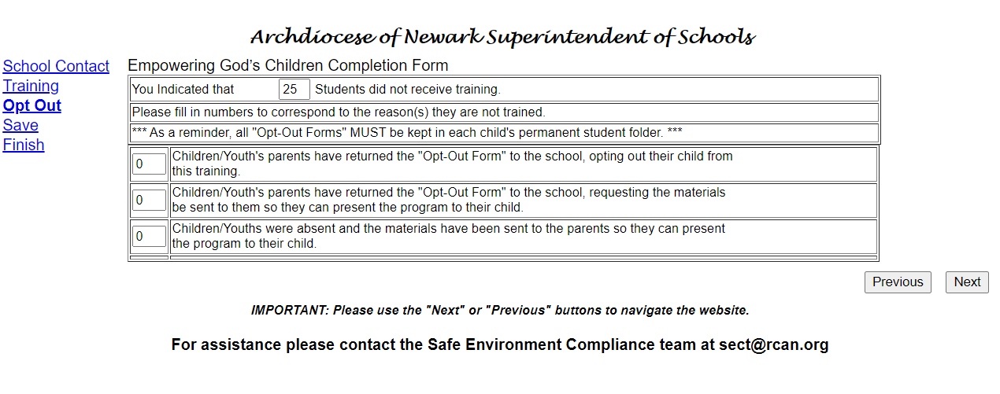 Archdiocese of Newark Superintendent of Schools
School Contact
Training
Opt Out
Save
Finish
Empowering God's Children Completion Form
You Indicated that 25 Students did not receive training.
Please fill in numbers to correspond to the reason(s) they are not trained.
*** As a reminder, all "Opt-Out Forms" MUST be kept in each child's permanent student folder. ***
0 Children/Youth's parents have returned the "Opt-Out Form" to the school, opting out their child from
this training.
0 Children/Youth's parents have returned the "Opt-Out Form" to the school, requesting the materials
be sent to them so they can present the program to their child.
0 Children/Youths were absent and the materials have been sent to the parents so they can present
the program to their child.
Previous Next
IMPORTANT: Please use the "Next" or "Previous" buttons to navigate the website.
For assistance please contact the Safe Environment Compliance team at sect@rcan.org